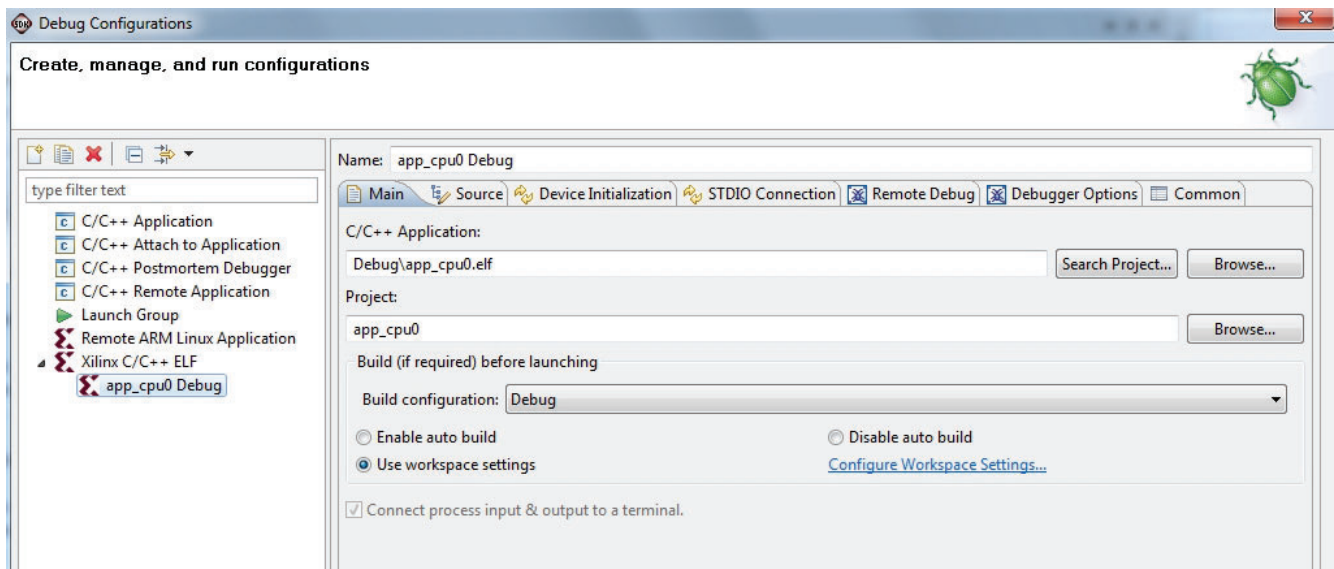 SDK Debug Configurations
Create, manage, and run configurations
Name: app_cpu0 Debug
type filter text
Main Source Device Initialization STDIO Connection Remote Debug Debugger Options Common
C C/C++ Application
C C/C++ Attach to Application
C C/C++ Postmortem Debugger
C C/C++ Remote Application
Launch Group
Remote ARM Linux Application
Xilinx C/C++ ELF
app_cpu0 Debug
C/C++ Application:
Debug\app_cpu0.elf Search Project... Browse...
Project:
app_cpu0 Browse...
Build (if required) before launching
Build configuration: Debug
Enable auto build Disable auto build
Use workspace settings Configure Workspace Settings...
Connect process input & output to a terminal.